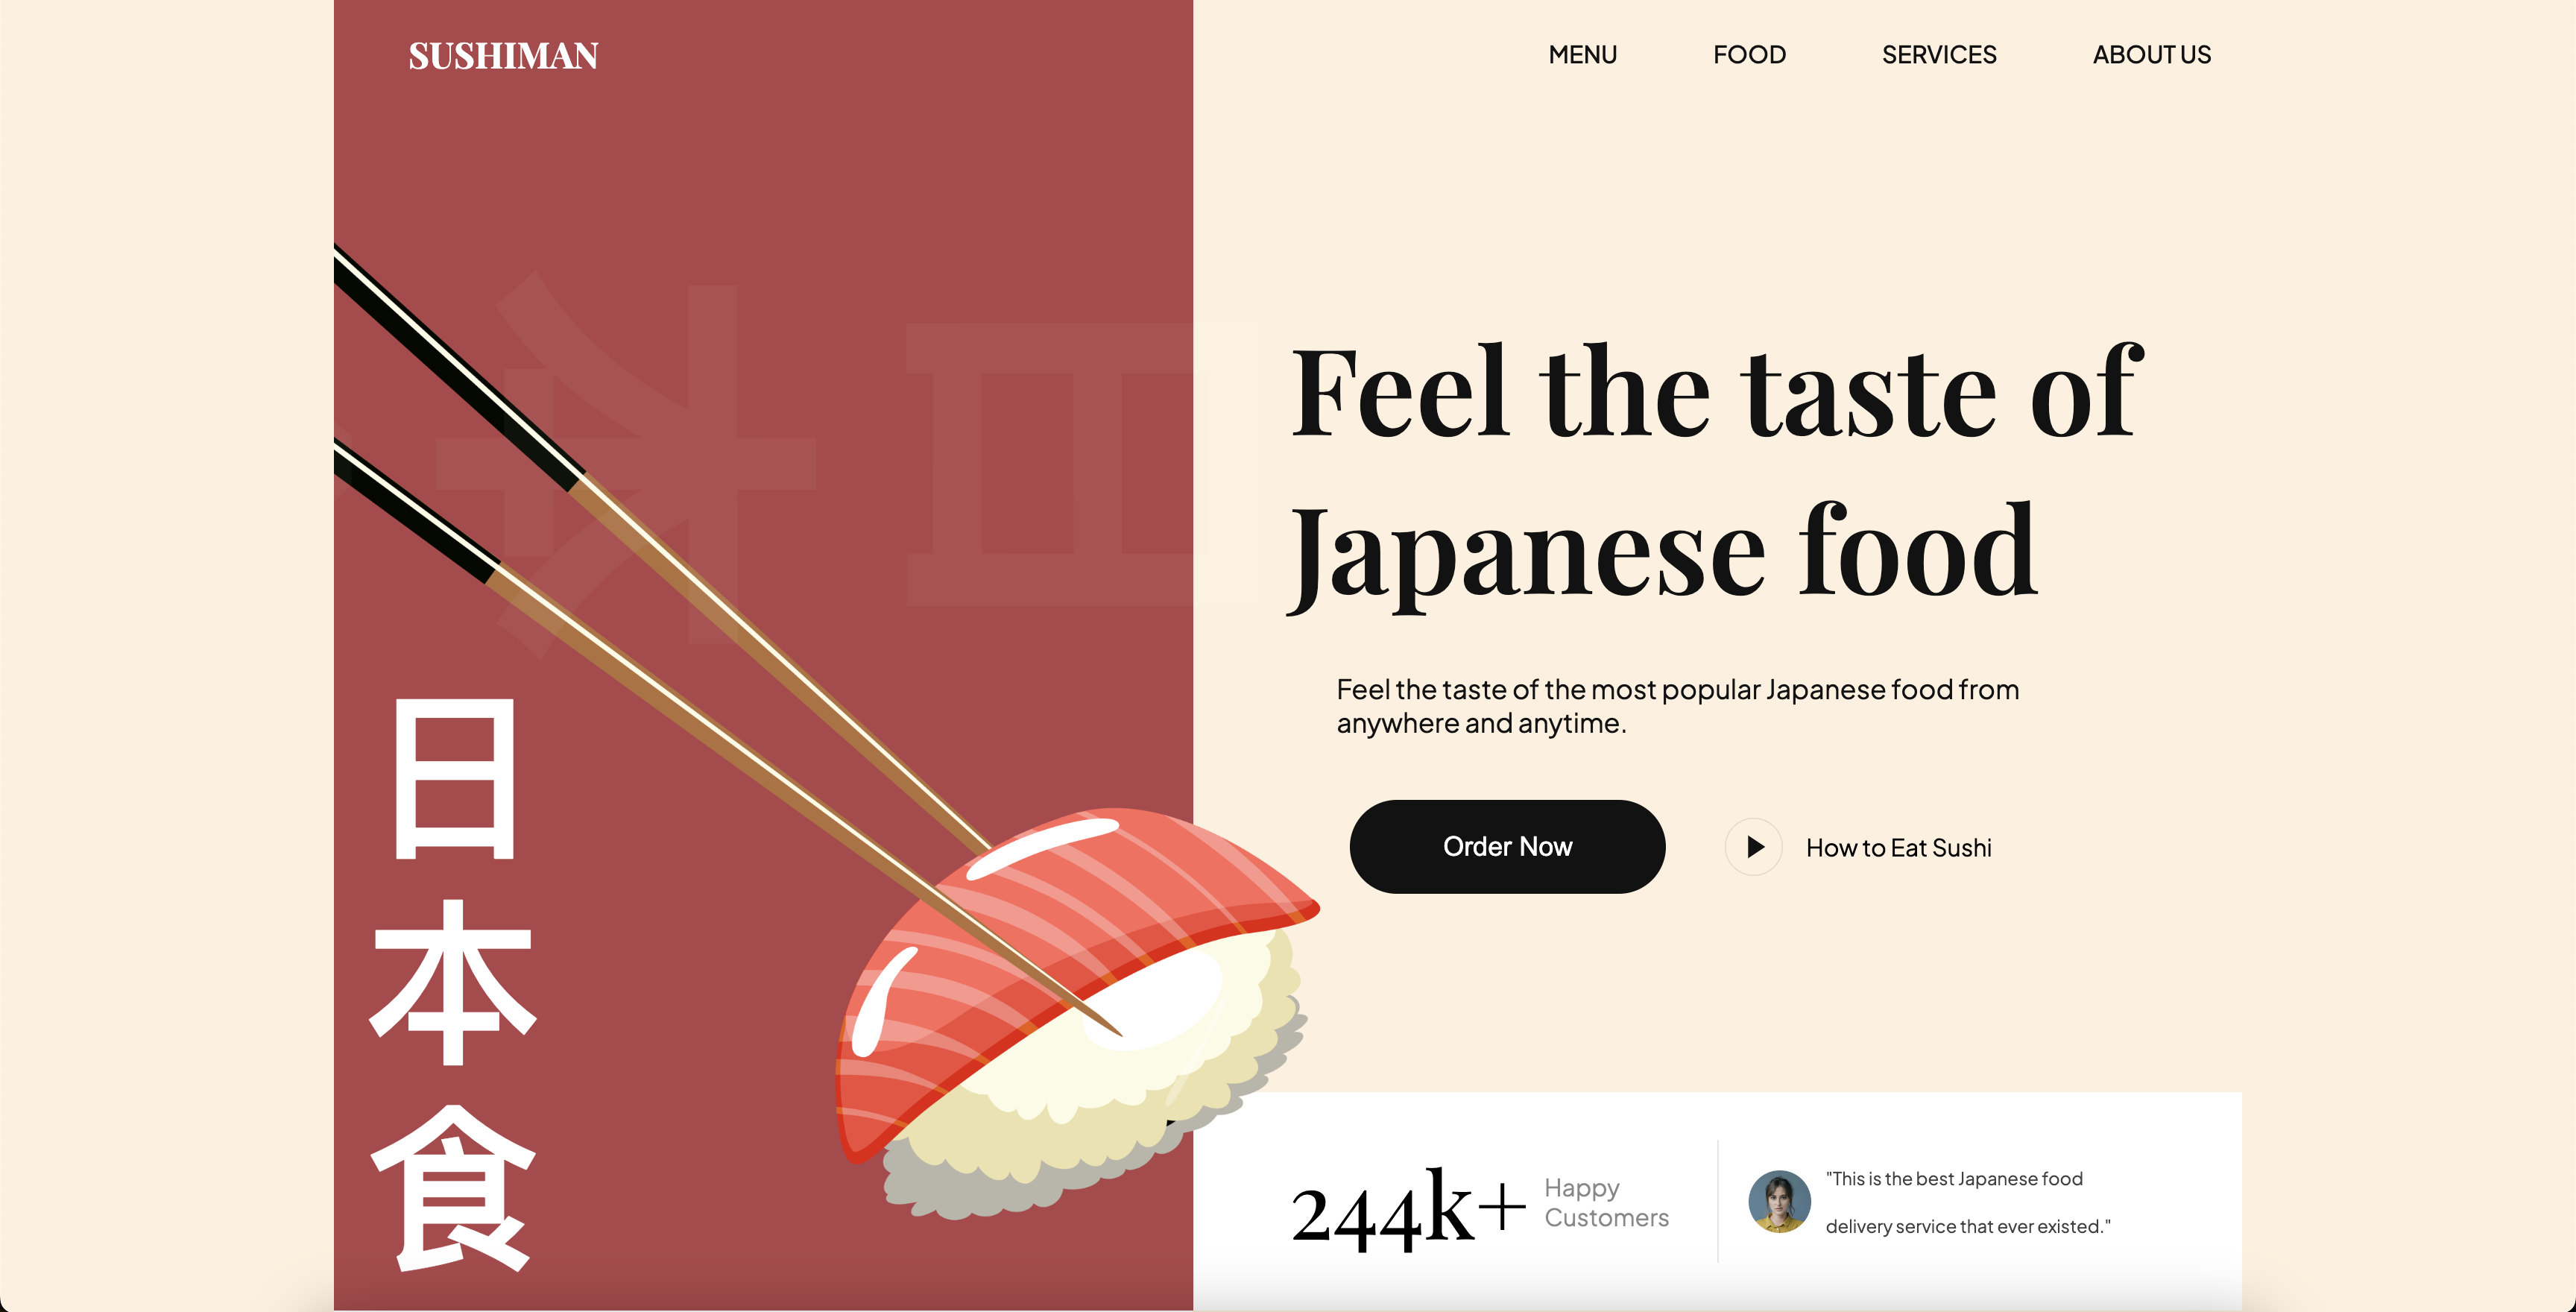 SUSHIMAN
MENU
FOOD
SERVICES
ABOUT US
Feel the taste of
Japanese food
Feel the taste of the most popular Japanese food from
anywhere and anytime.
Order Now
How to Eat Sushi
日
本
食
244k+
Happy
Customers
"This is the best Japanese food
delivery service that ever existed."